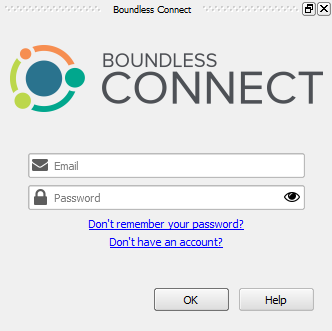 Boundless Connect
BOUNDLESS
CONNECT
Email
Password
Don't remember your password?
Don't have an account?
OK
Help